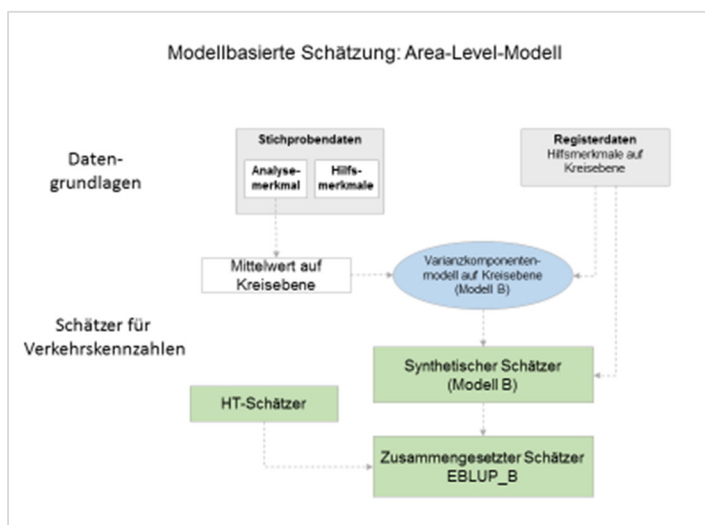 Modellbasierte Schätzung: Area-Level-Modell
Daten-
grundlagen
Stichprobendaten
Analyse-
merkmal
Hilfs-
merkmale
Registerdaten
Hilfsmerkmale auf
Kreisebene
Mittelwert auf
Kreisebene
Varianzkomponenten-
modell auf Kreisebene
(Modell B)
Schätzer für
Verkehrskennzahlen
Synthetischer Schätzer
(Modell B)
HT-Schätzer
Zusammengesetzter Schätzer
EBLUP_B